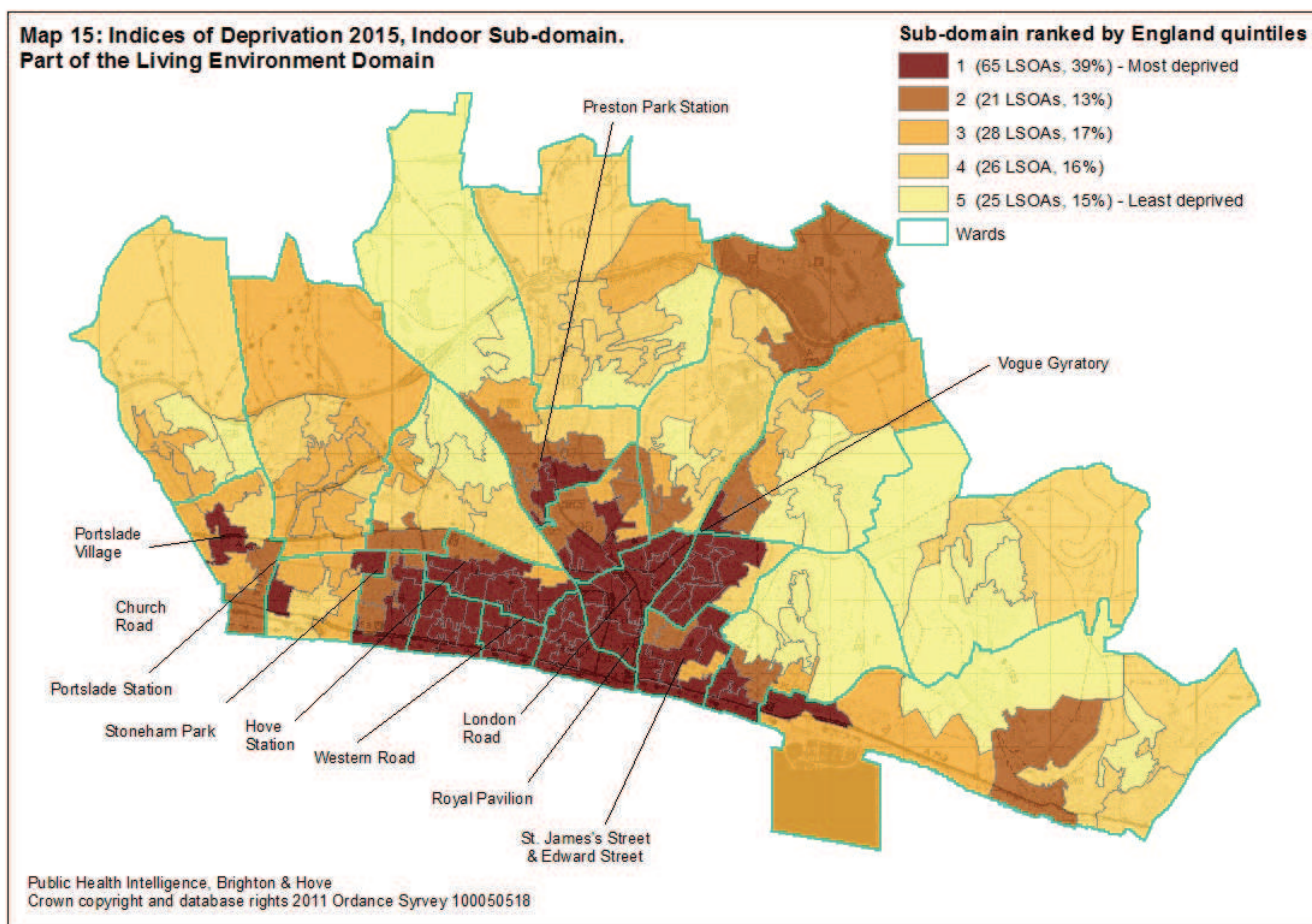 Map 15: Indices of Deprivation 2015, Indoor Sub-domain.
Part of the Living Environment Domain
Sub-domain ranked by England quintiles
1 (65 LSOAs, 39%) - Most deprived
2 (21 LSOAs, 13%)
3 (28 LSOAs, 17%)
4 (26 LSOA, 16%)
5 (25 LSOAs, 15%) - Least deprived
Wards
Preston Park Station
Vogue Gyratory
Portslade
Village
Church
Road
Portslade Station
Stoneham Park
Hove
Station
Western Road
London
Road
Royal Pavilion
St. James's Street
& Edward Street
Public Health Intelligence, Brighton & Hove
Crown copyright and database rights 2011 Ordance Syrvey 100050518